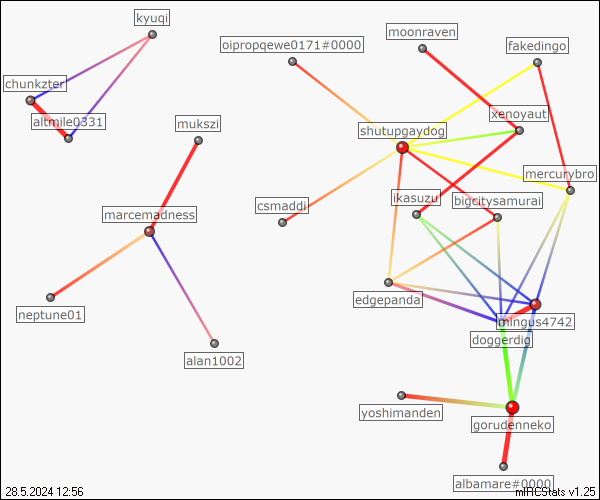 kyuqi
moonraven
oipropqewe0171#0000
fakedingo
chunkzter
xenoyaut
altmile0331
mukszi
shutupgaydog
mercurybro
ikasuzu
bigcitysamurai
csmaddi
marcemadness
edgepanda
neptune01
mingus4742
doggerdig
alan1002
yoshimanden
gorudenneko
albamare#0000
28.5.2024 12:56
mIRCStats v1.25